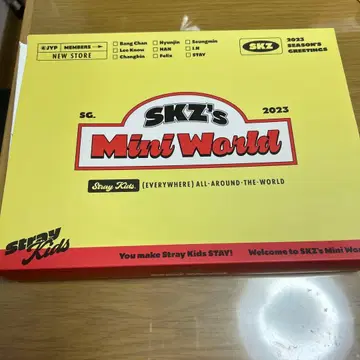 JYP MEMBERS
NEW STORE
Bang Chan Hyunjin Seungmin
Lee Know HAN I.N
Changbin Felix STAY
SKZ
2023
SEASON'S
GREETINGS
SG. 2023
SKZ's
Mini World
Stray Kids (EVERYWHERE) ALL-AROUND-THE-WORLD
Stray
Kids
You make Stray Kids STAY! Welcome to SKZ's Mini